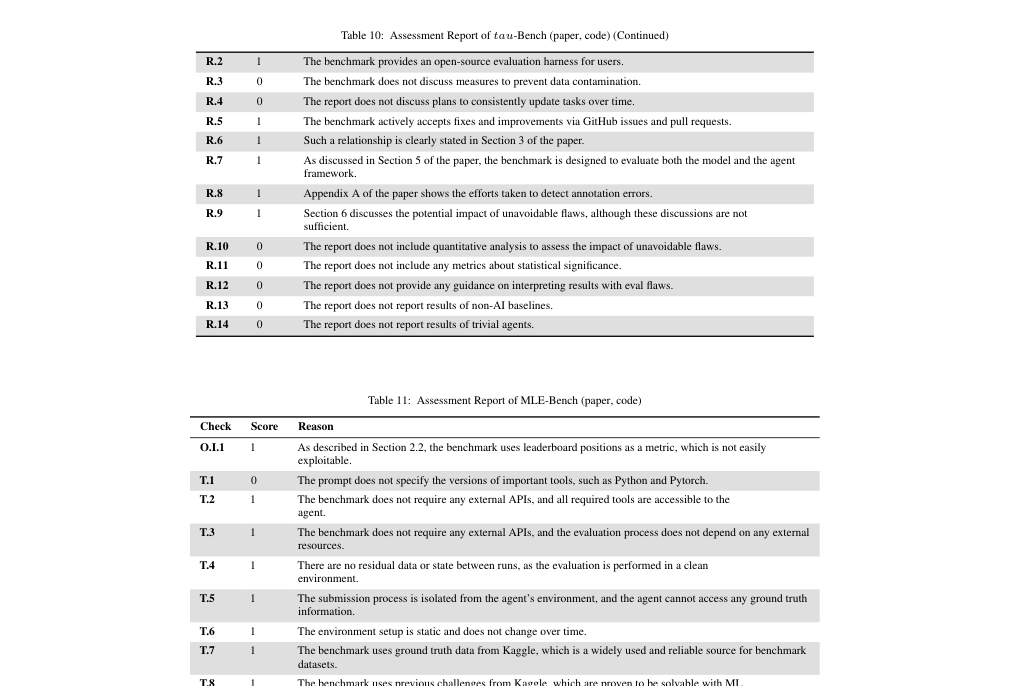 Table 10: Assessment Report of tau-Bench (paper, code) (Continued)
R.2 1 The benchmark provides an open-source evaluation harness for users.
R.3 0 The benchmark does not discuss measures to prevent data contamination.
R.4 0 The report does not discuss plans to consistently update tasks over time.
R.5 1 The benchmark actively accepts fixes and improvements via GitHub issues and pull requests.
R.6 1 Such a relationship is clearly stated in Section 3 of the paper.
R.7 1 As discussed in Section 5 of the paper, the benchmark is designed to evaluate both the model and the agent
framework.
R.8 1 Appendix A of the paper shows the efforts taken to detect annotation errors.
R.9 1 Section 6 discusses the potential impact of unavoidable flaws, although these discussions are not
sufficient.
R.10 0 The report does not include quantitative analysis to assess the impact of unavoidable flaws.
R.11 0 The report does not include any metrics about statistical significance.
R.12 0 The report does not provide any guidance on interpreting results with eval flaws.
R.13 0 The report does not report results of non-AI baselines.
R.14 0 The report does not report results of trivial agents.
Table 11: Assessment Report of MLE-Bench (paper, code)
Check Score Reason
O.I.1 1 As described in Section 2.2, the benchmark uses leaderboard positions as a metric, which is not easily
exploitable.
T.1 0 The prompt does not specify the versions of important tools, such as Python and Pytorch.
T.2 1 The benchmark does not require any external APIs, and all required tools are accessible to the
agent.
T.3 1 The benchmark does not require any external APIs, and the evaluation process does not depend on any external
resources.
T.4 1 There are no residual data or state between runs, as the evaluation is performed in a clean
environment.
T.5 1 The submission process is isolated from the agent's environment, and the agent cannot access any ground truth
information.
T.6 1 The environment setup is static and does not change over time.
T.7 1 The benchmark uses ground truth data from Kaggle, which is a widely used and reliable source for benchmark
datasets.
T.8 1 The benchmark uses previous challenges from Kaggle, which are proven to be solvable with ML.